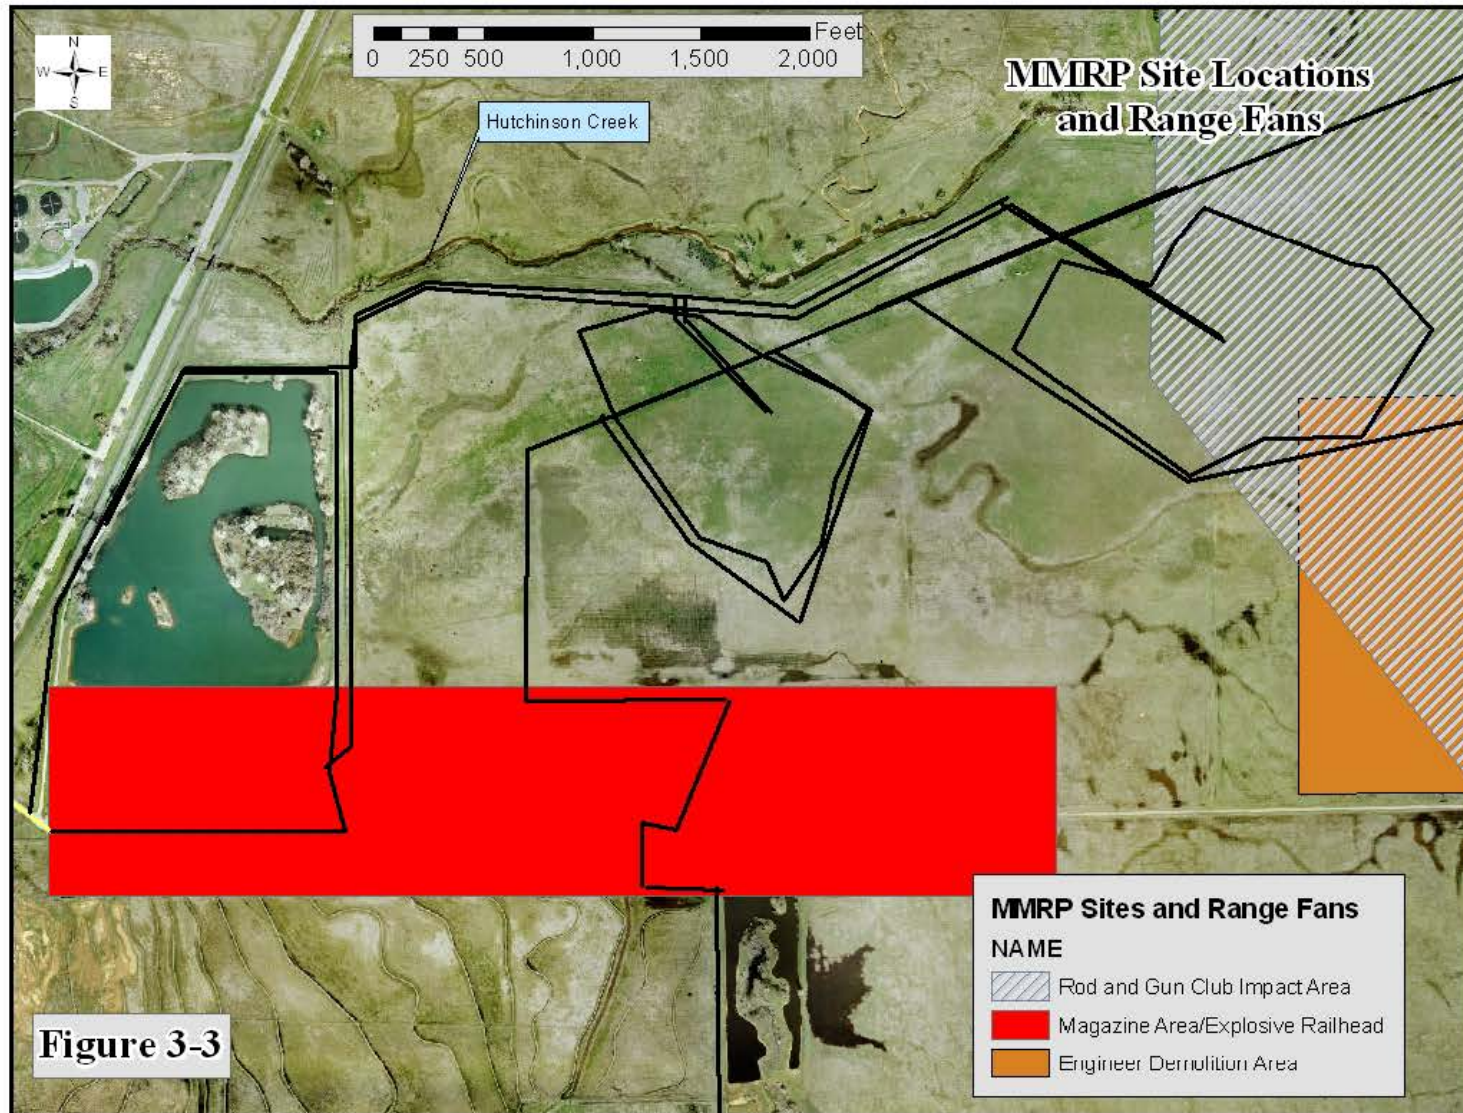 N
W E
S
Feet
0 250 500 1,000 1,500 2,000
Hutchinson Creek
MMRP Site Locations
and Range Fans
MMRP Sites and Range Fans
NAME
Rod and Gun Club Impact Area
Magazine Area/Explosive Railhead
Engineer Demolition Area
Figure 3-3